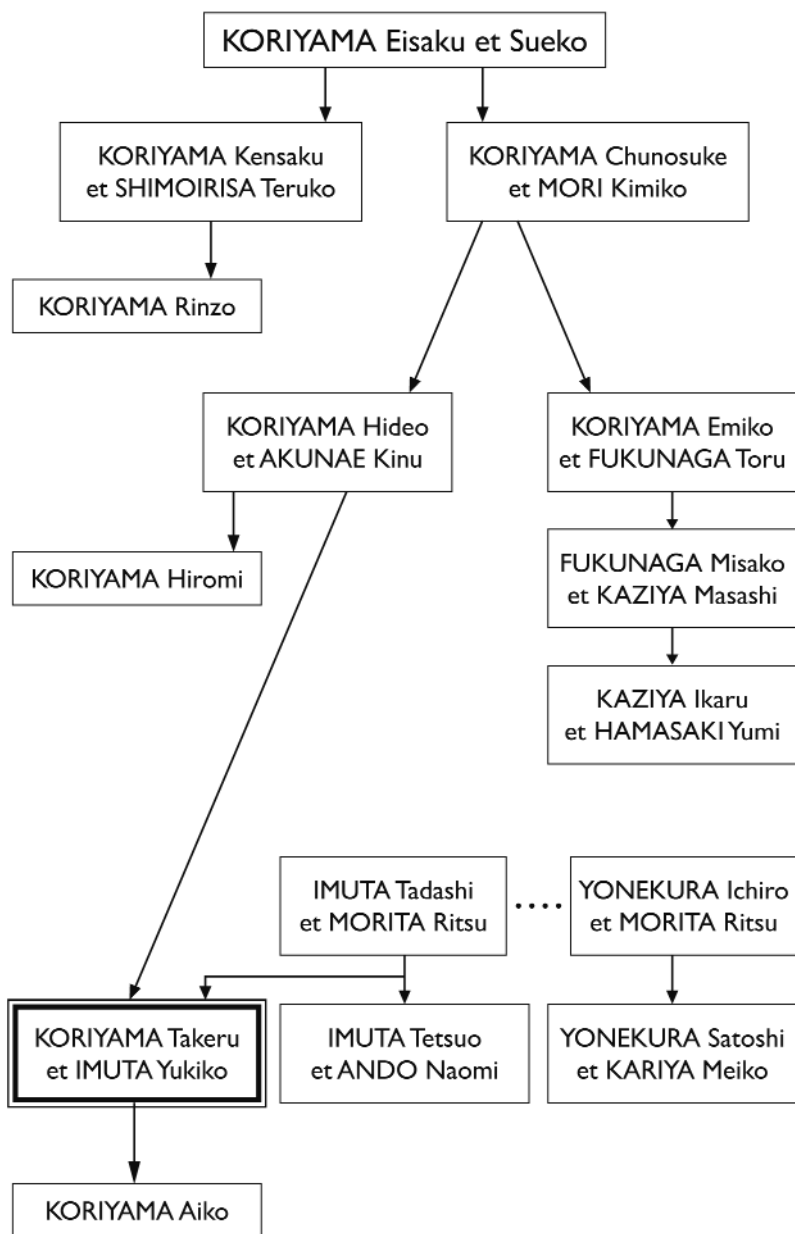 KORIYAMA Eisaku et Sueko
KORIYAMA Kensaku
et SHIMOIRISA Teruko
KORIYAMA Chunosuke
et MORI Kimiko
KORIYAMA Rinzo
KORIYAMA Hideo
et AKUNAE Kinu
KORIYAMA Emiko
et FUKUNAGA Toru
KORIYAMA Hiromi
FUKUNAGA Misako
et KAZIYA Masashi
KAZIYA Ikaru
et HAMASAKI Yumi
IMUTA Tadashi
et MORITA Ritsu
....
YONEKURA Ichiro
et MORITA Ritsu
KORIYAMA Takeru
et IMUTA Yukiko
IMUTA Tetsuo
et ANDO Naomi
YONEKURA Satoshi
et KARIYA Meiko
KORIYAMA Aiko